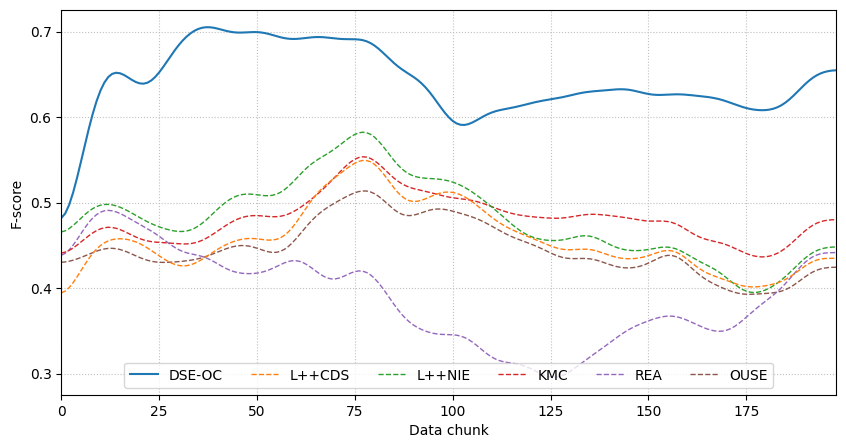 0.7
0.6
0.5
0.4
0.3
F-score
DSE-OC L++CDS L++NIE KMC REA OUSE
0 25 50 75 100 125 150 175
Data chunk